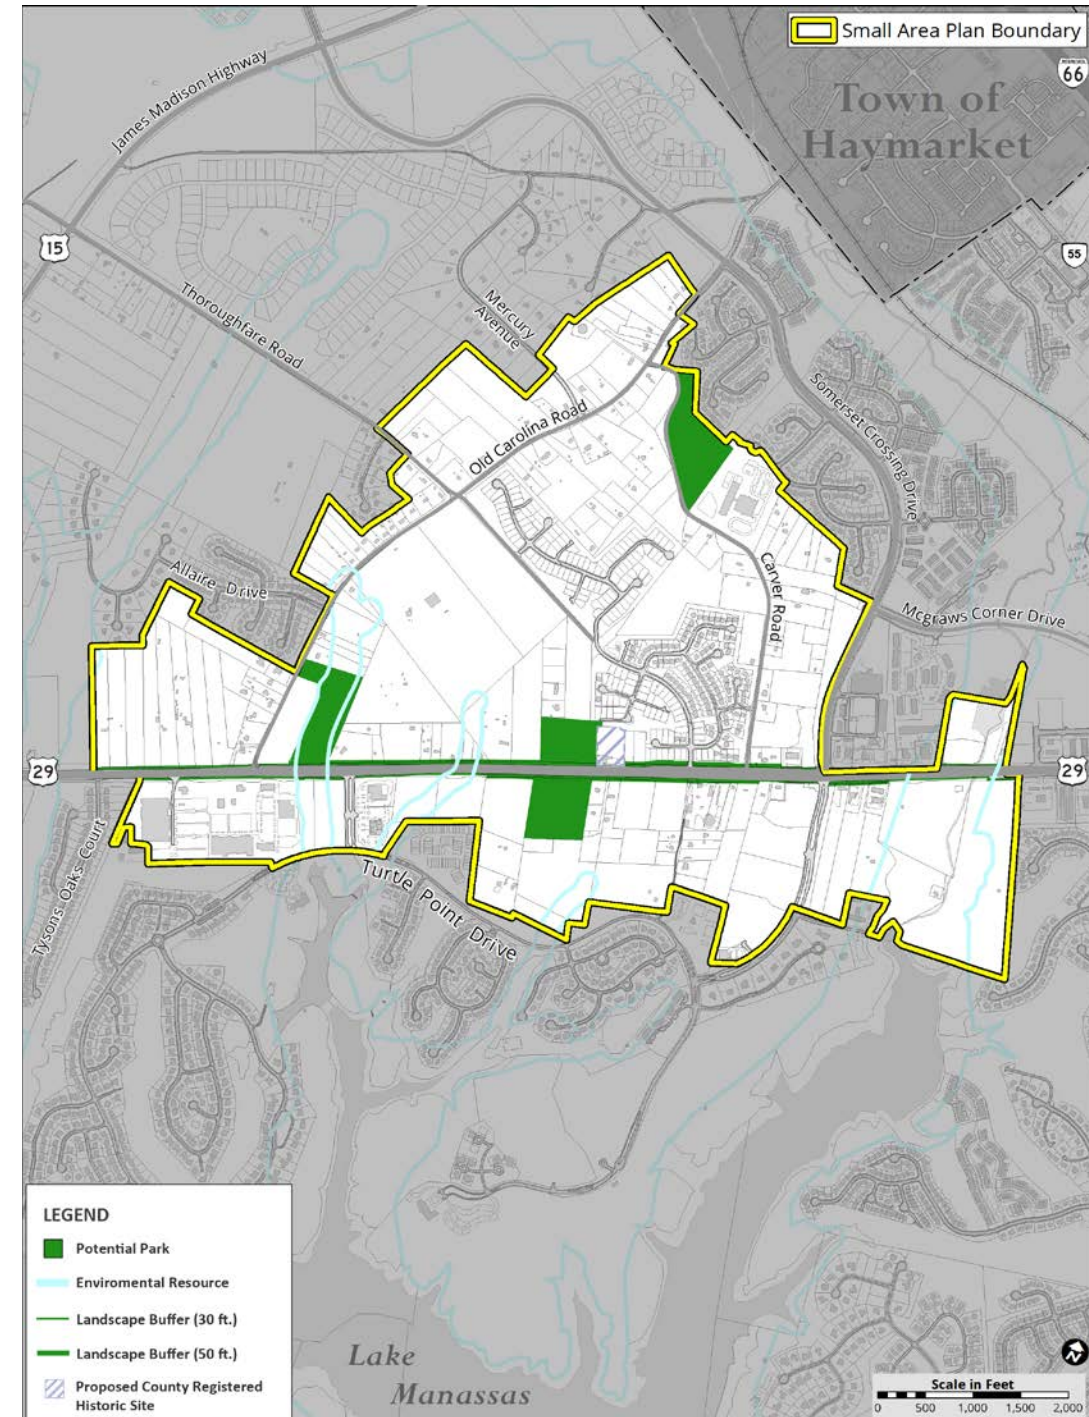 Small Area Plan Boundary
66
Town of
Haymarket
James Madison Highway
15
55
Thoroughfare Road
Mercury
Avenue
Old Carolina Road
Somerset Crossing Drive
Allaire Drive
Carver Road
Mcgraws Corner Drive
29
29
Tysons Oaks Court
Turtle Point Drive
LEGEND
Potential Park
Enviromental Resource
Landscape Buffer (30 ft.)
Landscape Buffer (50 ft.)
Proposed County Registered
Historic Site
Lake
Manassas
N
Scale in Feet
0 500 1,000 1,500 2,000